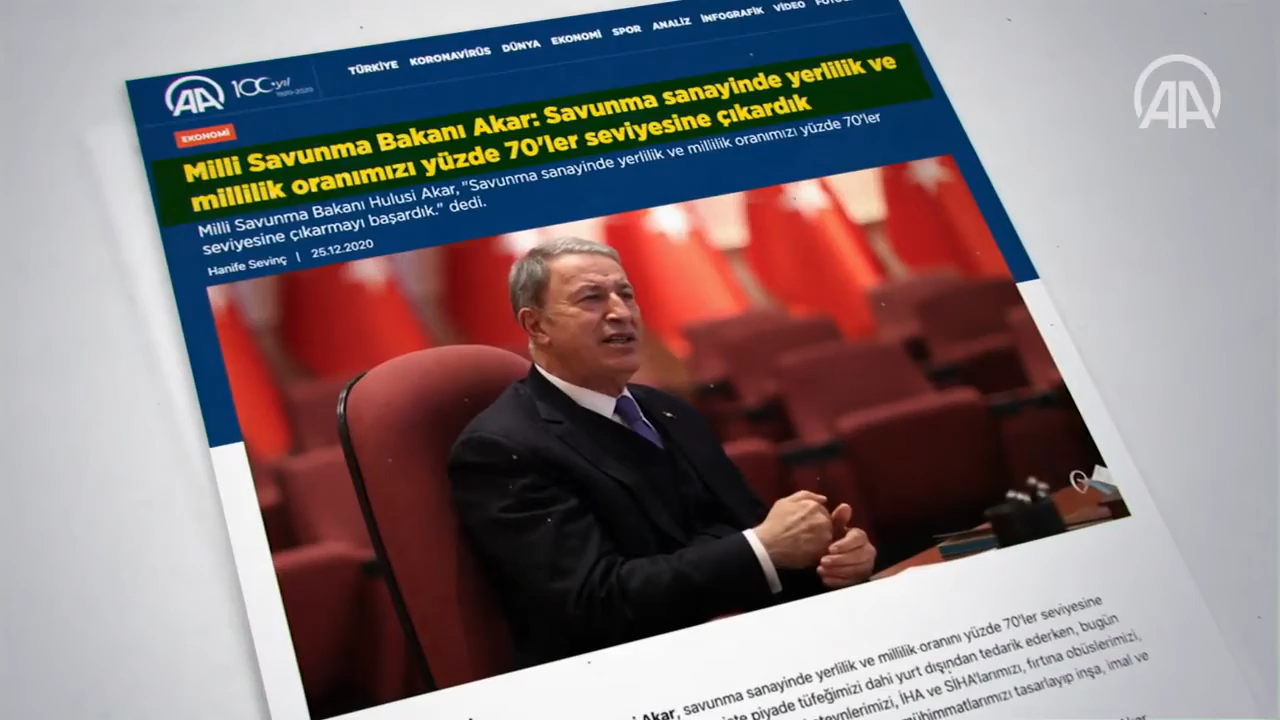 AA
100.yıl
1920-2020
TÜRKİYE KORONAVİRÜS DÜNYA EKONOMİ SPOR ANALİZ İNFOGRAFİK VİDEO
AA
EKONOMİ
Milli Savunma Bakanı Akar: Savunma sanayinde yerlilik ve
millilik oranımızı yüzde 70'ler seviyesine çıkardık
Milli Savunma Bakanı Hulusi Akar, "Savunma sanayinde yerlilik ve millilik oranımızı yüzde 70'ler
seviyesine çıkarmayı başardık." dedi.
Hanife Sevinç | 25.12.2020
Akar, savunma sanayinde yerlilik ve millilik oranını yüzde 70'ler seviyesine
piyade tüfeğimizi dahi yurt dışından tedarik ederken, bugün
İHA ve SİHA'larımızı, fırtına obüslerimizi,
mühimmatlarımızı tasarlayıp inşa, imal ve